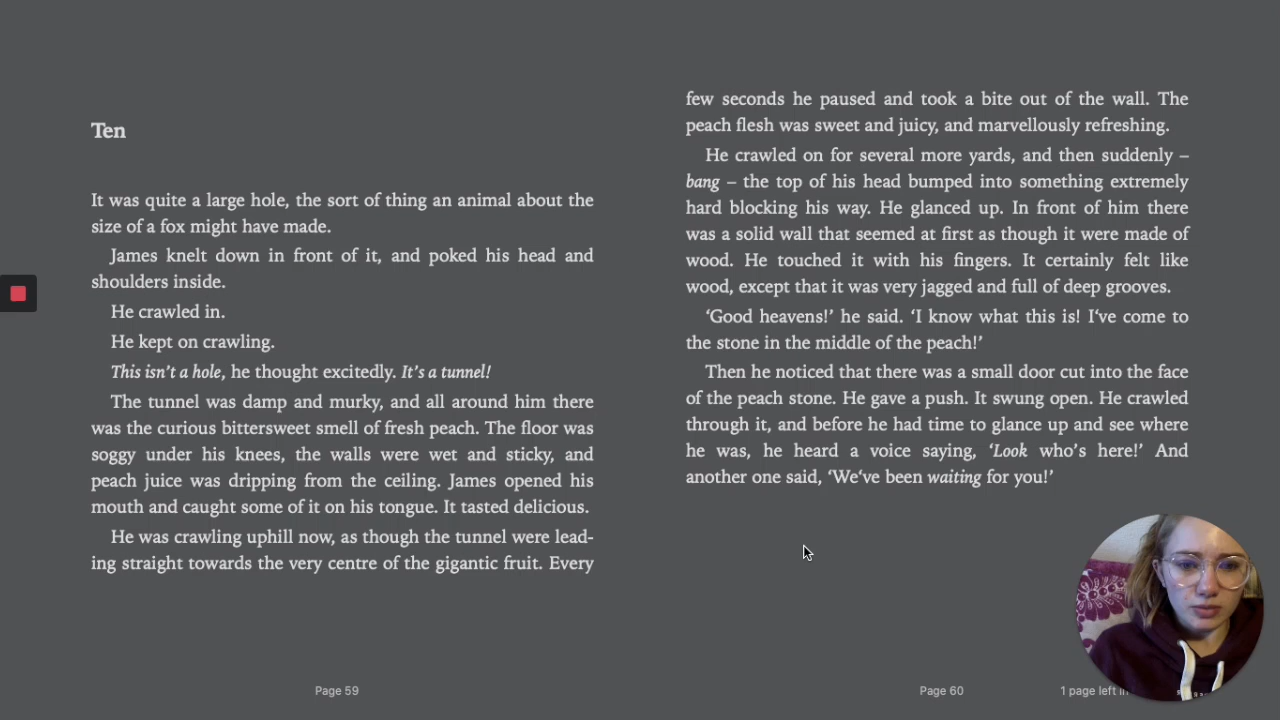 Ten
It was quite a large hole, the sort of thing an animal about the
size of a fox might have made.
James knelt down in front of it, and poked his head and
shoulders inside.
He crawled in.
He kept on crawling.
This isn't a hole, he thought excitedly. It's a tunnel!
The tunnel was damp and murky, and all around him there
was the curious bittersweet smell of fresh peach. The floor was
soggy under his knees, the walls were wet and sticky, and
peach juice was dripping from the ceiling. James opened his
mouth and caught some of it on his tongue. It tasted delicious.
He was crawling uphill now, as though the tunnel were lead-
ing straight towards the very centre of the gigantic fruit. Every
Page 59
few seconds he paused and took a bite out of the wall. The
peach flesh was sweet and juicy, and marvellously refreshing.
He crawled on for several more yards, and then suddenly –
bang – the top of his head bumped into something extremely
hard blocking his way. He glanced up. In front of him there
was a solid wall that seemed at first as though it were made of
wood. He touched it with his fingers. It certainly felt like
wood, except that it was very jagged and full of deep grooves.
‘Good heavens!’ he said. ‘I know what this is! I‘ve come to
the stone in the middle of the peach!’
Then he noticed that there was a small door cut into the face
of the peach stone. He gave a push. It swung open. He crawled
through it, and before he had time to glance up and see where
he was, he heard a voice saying, ‘Look who’s here!’ And
another one said, ‘We‘ve been waiting for you!’
Page 60
1 page left in